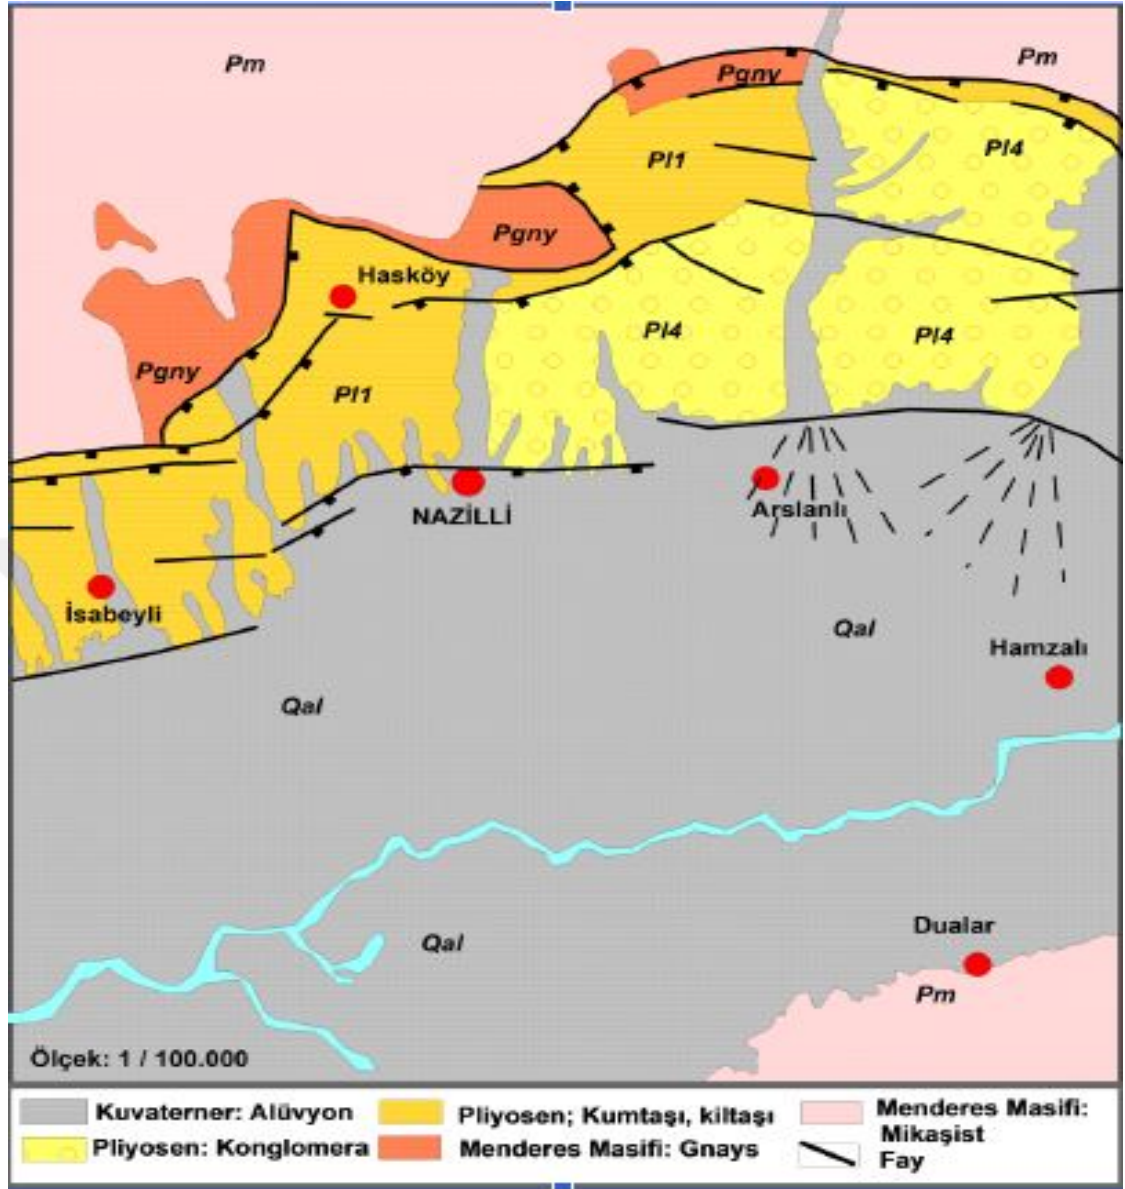 Pm
Pm
Pgny
Pl1
Pl4
Pgny
Hasköy
Pl4
Pl4
Pgny
Pl1
NAZİLLİ
Arslanlı
İsabeyli
Qal
Hamzalı
Qal
Dualar
Qal
Pm
Ölçek: 1 / 100.000
Kuvaterner: Alüvyon
Pliyosen; Kumtaşı, kiltaşı
Menderes Masifi:
Mikaşist
Pliyosen: Konglomera
Menderes Masifi: Gnays
Fay